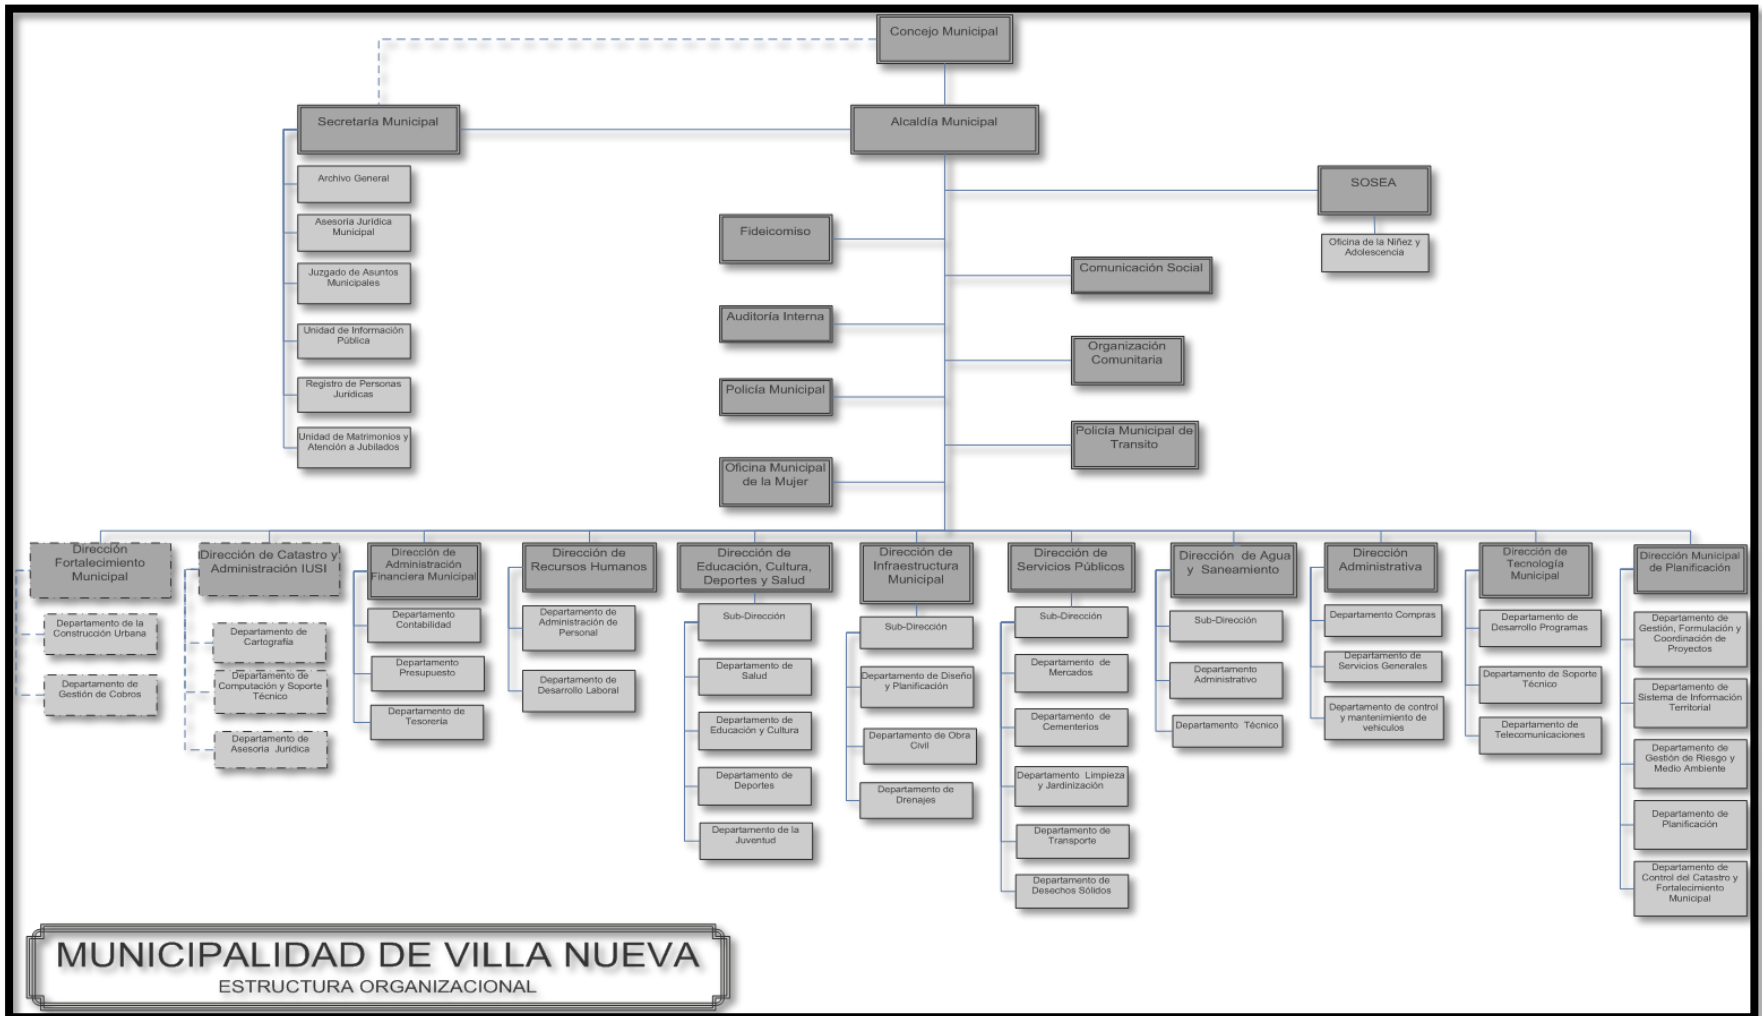 Concejo Municipal
Secretaría Municipal
Alcaldía Municipal
Archivo General
Asesoría Jurídica
Municipal
Juzgado de Asuntos
Municipales
Unidad de Información
Pública
Registro de Personas
Jurídicas
Unidad de Matrimonios y
Atención a Jubilados
SOSEA
Oficina de la Niñez y
Adolescencia
Fideicomiso
Comunicación Social
Auditoría Interna
Organización
Comunitaria
Policía Municipal
Policía Municipal de
Transito
Oficina Municipal
de la Mujer
Dirección
Fortalecimiento
Municipal
Departamento de la
Construcción Urbana
Departamento de
Gestión de Cobros
Dirección de Catastro y
Administración IUSI
Departamento de
Cartografía
Departamento de
Computación y Soporte
Técnico
Departamento de
Asesoria Jurídica
Dirección de
Administración
Financiera Municipal
Departamento
Contabilidad
Departamento
Presupuesto
Departamento de
Tesorería
Dirección de
Recursos Humanos
Departamento de
Administración de
Personal
Departamento de
Desarrollo Laboral
Dirección de
Educación, Cultura,
Deportes y Salud
Sub-Dirección
Departamento de
Salud
Departamento de
Educación y Cultura
Departamento de
Deportes
Departamento de la
Juventud
Dirección de
Infraestructura
Municipal
Sub-Dirección
Departamento de Diseño
y Planificación
Departamento de Obra
Civil
Departamento de
Drenajes
Dirección de
Servicios Públicos
Sub-Dirección
Departamento de
Mercados
Departamento de
Cementerios
Departamento Limpieza
y Jardinización
Departamento de
Transporte
Departamento de
Desechos Sólidos
Dirección de Agua
y Saneamiento
Sub-Dirección
Departamento
Administrativo
Departamento Técnico
Dirección
Administrativa
Departamento Compras
Departamento de
Servicios Generales
Departamento de control
y mantenimiento de
vehiculos
Dirección de
Tecnología
Municipal
Departamento de
Desarrollo Programas
Departamento de Soporte
Técnico
Departamento de
Telecomunicaciones
Dirección Municipal
de Planificación
Departamento de
Gestión, Formulación y
Coordinación de
Proyectos
Departamento de
Sistema de Información
Territorial
Departamento de
Gestión de Riesgo y
Medio Ambiente
Departamento de
Planificación
Departamento de
Control del Catastro y
Fortalecimiento
Municipal
MUNICIPALIDAD DE VILLA NUEVA
ESTRUCTURA ORGANIZACIONAL